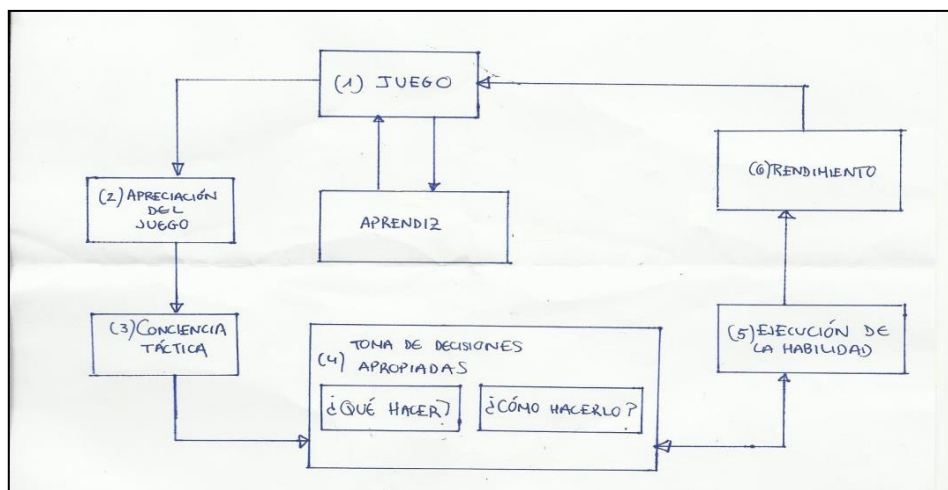 (1) JUEGO
(2) APRECIACIÓN
DEL
JUEGO
APRENDIZ
(6) RENDIMIENTO
(3) CONCIENCIA
TÁCTICA
TOMA DE DECISIONES
(4) APROPIADAS
¿QUÉ HACER?
¿CÓMO HACERLO?
(5) EJECUCIÓN DE
LA HABILIDAD